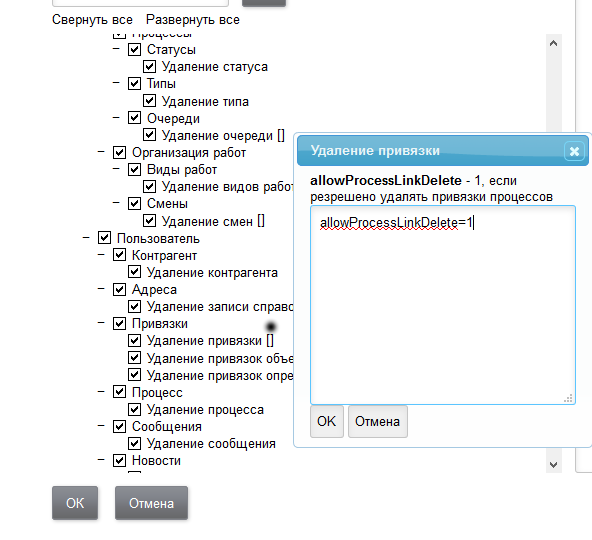 Свернуть все Развернуть все
Процессы
Статусы
Удаление статуса
Типы
Удаление типа
Очереди
Удаление очереди []
Организация работ
Виды работ
Удаление видов работ
Смены
Удаление смен []
Пользователь
Контрагент
Удаление контрагента
Адреса
Удаление записи справо
Привязки
Удаление привязки []
Удаление привязок объе
Удаление привязок опре
Процесс
Удаление процесса
Сообщения
Удаление сообщения
Новости
OK Отмена
Удаление привязки
allowProcessLinkDelete - 1, если
резрешено удалять привязки процессов
allowProcessLinkDelete=1
OK Отмена